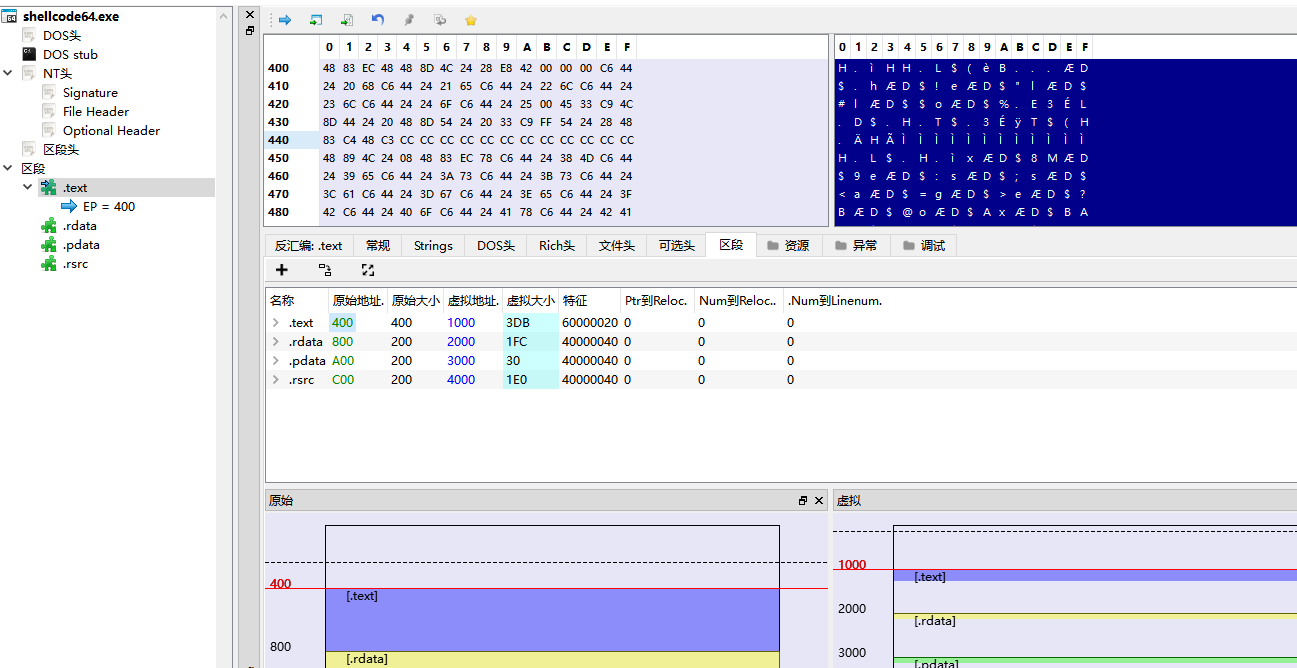 shellcode64.exe
DOS头
DOS stub
NT头
Signature
File Header
Optional Header
区段头
区段
.text
EP = 400
.rdata
.pdata
.rsrc
0 1 2 3 4 5 6 7 8 9 A B C D E F
400 48 83 EC 48 48 8D 4C 24 28 E8 42 00 00 00 C6 44
410 24 20 68 C6 44 24 21 65 C6 44 24 22 6C C6 44 24
420 23 6C C6 44 24 24 6F C6 44 24 25 00 45 33 C9 4C
430 8D 44 24 20 48 8D 54 24 20 33 C9 FF 54 24 28 48
440 83 C4 48 C3 CC CC CC CC CC CC CC CC CC CC CC CC
450 48 89 4C 24 08 48 83 EC 78 C6 44 24 38 4D C6 44
460 24 39 65 C6 44 24 3A 73 C6 44 24 3B 73 C6 44 24
470 3C 61 C6 44 24 3D 67 C6 44 24 3E 65 C6 44 24 3F
480 42 C6 44 24 40 6F C6 44 24 41 78 C6 44 24 42 41
0 1 2 3 4 5 6 7 8 9 A B C D E F
H . ì H H . L $ ( è B . . . Æ D
$ . h Æ D $ ! e Æ D $ " l Æ D $
# l Æ D $ $ o Æ D $ % . E 3 É L
. D $ . H . T $ . 3 É ÿ T $ ( H
. Ä H Ã Ì Ì Ì Ì Ì Ì Ì Ì Ì Ì Ì Ì
H . L $ . H . ì x Æ D $ 8 M Æ D
$ 9 e Æ D $ : s Æ D $ ; s Æ D $
< a Æ D $ = g Æ D $ > e Æ D $ ?
B Æ D $ @ o Æ D $ A x Æ D $ B A
反汇编: .text 常规 Strings DOS头 Rich头 文件头 可选头 区段 资源 异常 调试
名称 原始地址. 原始大小 虚拟地址. 虚拟大小 特征 Ptr到Reloc. Num到Reloc.. .Num到Linenum.
.text 400 400 1000 3DB 60000020 0 0 0
.rdata 800 200 2000 1FC 40000040 0 0 0
.pdata A00 200 3000 30 40000040 0 0 0
.rsrc C00 200 4000 1E0 40000040 0 0 0
原始
400
[.text]
800
[.rdata]
虚拟
1000
[.text]
2000
[.rdata]
3000
[.pdata]